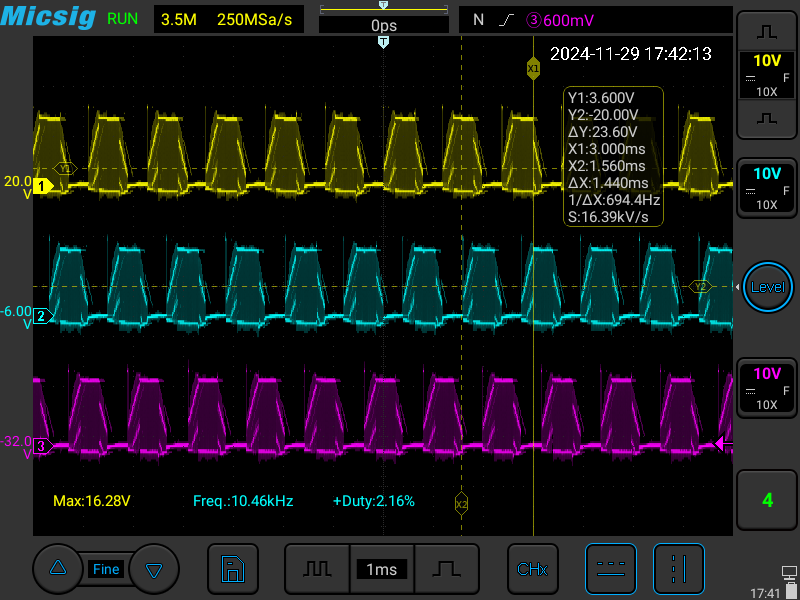 Micsig RUN 3.5M 250MSa/s 0ps N 3 600mV
T
2024-11-29 17:42:13
X1
10V
F
10X
Y1:3.600V
Y2:-20.00V
ΔY:23.60V
X1:3.000ms
X2:1.560ms
ΔX:1.440ms
1/ΔX:694.4Hz
S:16.39kV/s
Y1
20.0
V
1
10V
F
10X
Y2
Level
-6.00
V
2
10V
F
10X
-32.0
V
3
Max:16.28V Freq.:10.46kHz +Duty:2.16%
X2
4
Fine
1ms
CHx
17:41